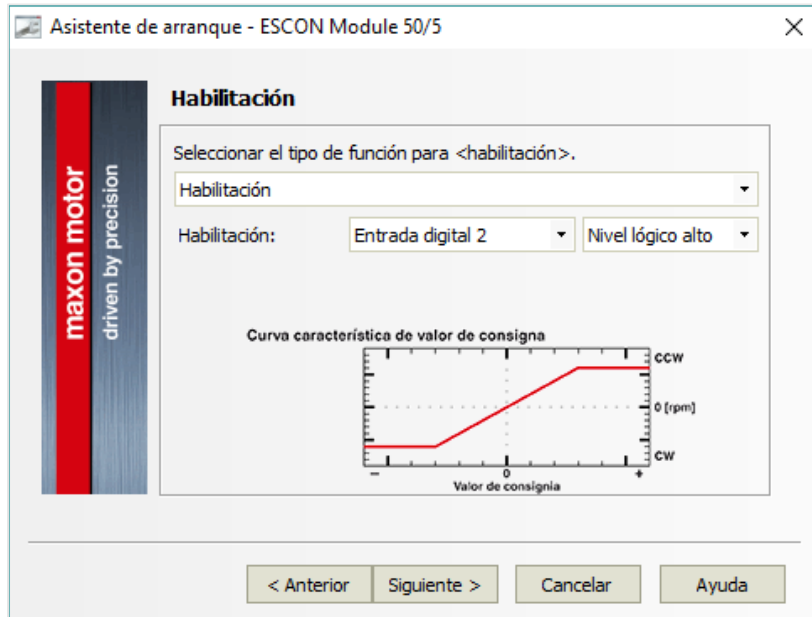 Asistente de arranque - ESCON Module 50/5
maxon motor
driven by precision
Habilitación
Seleccionar el tipo de función para <habilitación>.
Habilitación
Habilitación: Entrada digital 2 Nivel lógico alto
Curva característica de valor de consigna
CCW
0 [rpm]
CW
− 0 +
Valor de consignia
< Anterior Siguiente > Cancelar Ayuda